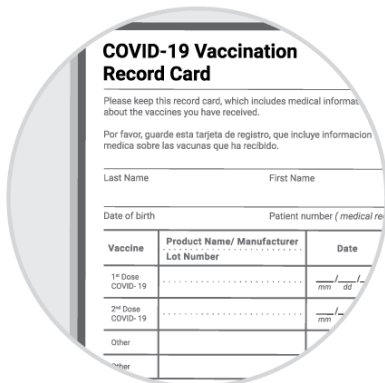 COVID-19 Vaccination
Record Card
Please keep this record card, which includes medical
about the vaccines you have received.
Por favor, guarde esta tarjeta de registro, que incluye informacion
medica sobre las vacunas que ha recibido.
Last Name First Name
Date of birth Patient number ( medical
Vaccine Product Name/ Manufacturer Date
Lot Number
1st Dose
COVID- 19
mm dd
2nd Dose
COVID- 19
mm
Other
Other